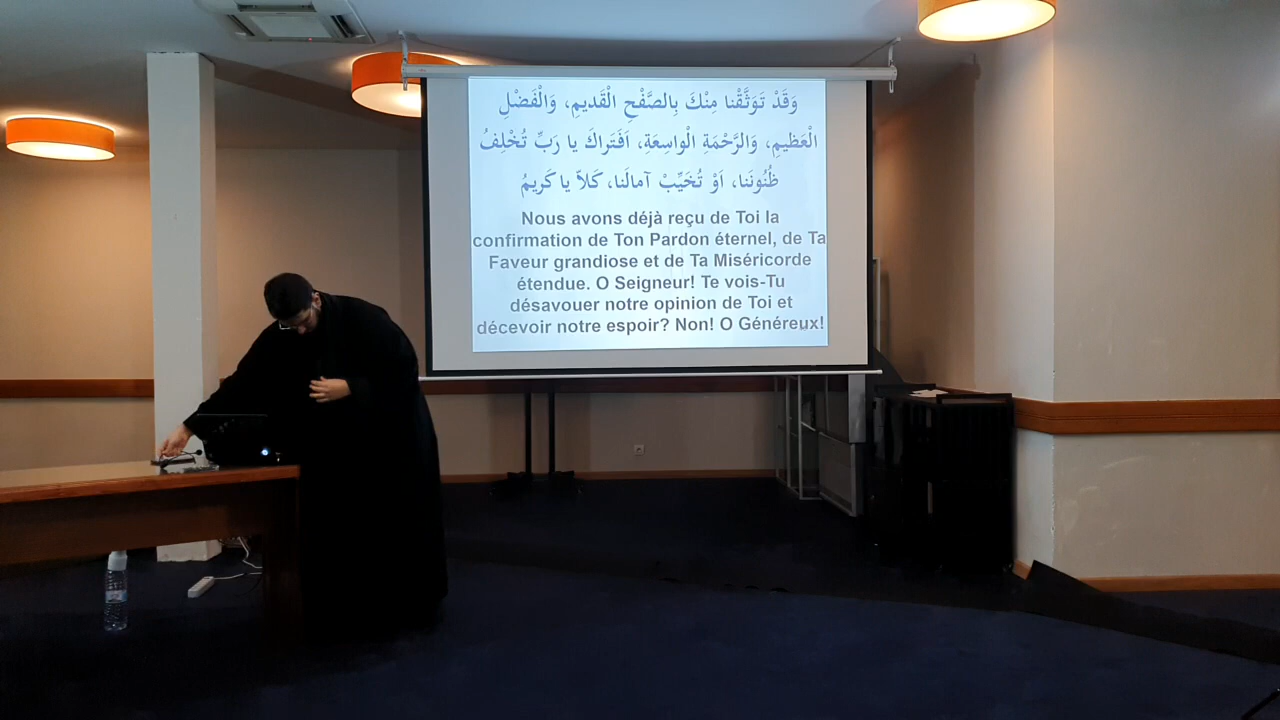 وَقَدْ تَوَثَّقْنا مِنْكَ بِالصَّفْحِ الْقَديمِ، وَالْفَضْلِ
الْعَظيمِ، وَالرَّحْمَةِ الْواسِعَةِ، اَفَتَراكَ يا رَبِّ تُخْلِفُ
ظُنُونَنا، اَوْ تُخَيِّبْ آمالَنا، كَلاّ يا كَريمُ
Nous avons déjà reçu de Toi la
confirmation de Ton Pardon éternel, de Ta
Faveur grandiose et de Ta Miséricorde
étendue. O Seigneur! Te vois-Tu
désavouer notre opinion de Toi et
décevoir notre espoir? Non! O Généreux!